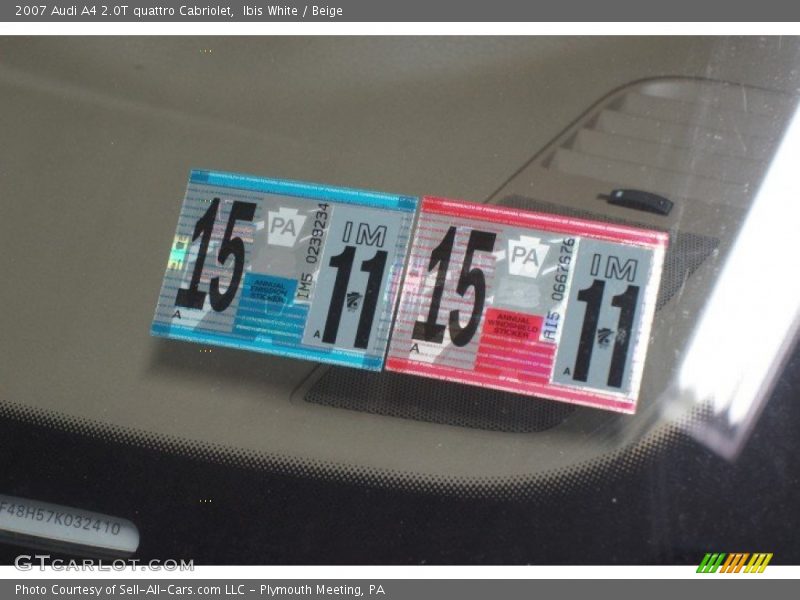 2007 Audi A4 2.0T quattro Cabriolet,  Ibis White / Beige
15
PA
IM5 0239234
IM
11
ANNUAL
EMISSION
STICKER
A
A
15
PA
AI5 0667676
IM
11
ANNUAL
WINDSHIELD
STICKER
A
A
F48H57K032410
GTCARLOT.COM
Photo Courtesy of Sell-All-Cars.com LLC - Plymouth Meeting, PA